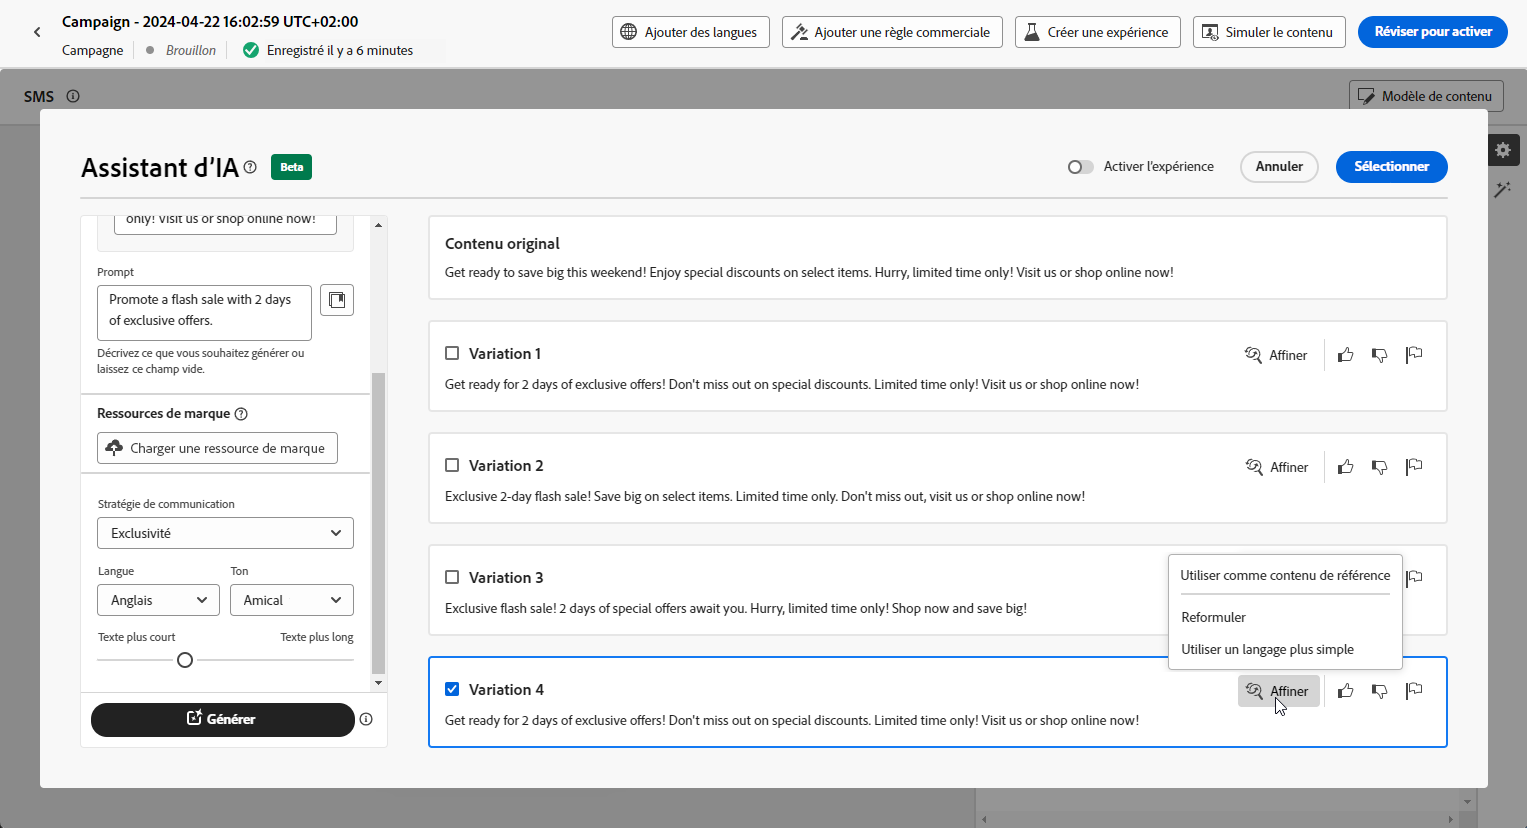 Campaign - 2024-04-22 16:02:59 UTC+02:00
Campagne
Brouillon
Enregistré il y a 6 minutes
Ajouter des langues
Ajouter une règle commerciale
Créer une expérience
Simuler le contenu
Réviser pour activer
SMS
Modèle de contenu
Assistant d'IA
Beta
Activer l'expérience
Annuler
Sélectionner
only! Visit us or shop online now!
Prompt
Promote a flash sale with 2 days
of exclusive offers.
Décrivez ce que vous souhaitez générer ou
laissez ce champ vide.
Ressources de marque
Charger une ressource de marque
Stratégie de communication
Exclusivité
Langue
Ton
Anglais
Amical
Texte plus court
Texte plus long
Générer
Contenu original
Get ready to save big this weekend! Enjoy special discounts on select items. Hurry, limited time only! Visit us or shop online now!
Variation 1
Affiner
Get ready for 2 days of exclusive offers! Don't miss out on special discounts. Limited time only! Visit us or shop online now!
Variation 2
Affiner
Exclusive 2-day flash sale! Save big on select items. Limited time only. Don't miss out, visit us or shop online now!
Variation 3
Exclusive flash sale! 2 days of special offers await you. Hurry, limited time only! Shop now and save big!
Utiliser comme contenu de référence
Reformuler
Utiliser un langage plus simple
Variation 4
Affiner
Get ready for 2 days of exclusive offers! Don't miss out on special discounts. Limited time only! Visit us or shop online now!